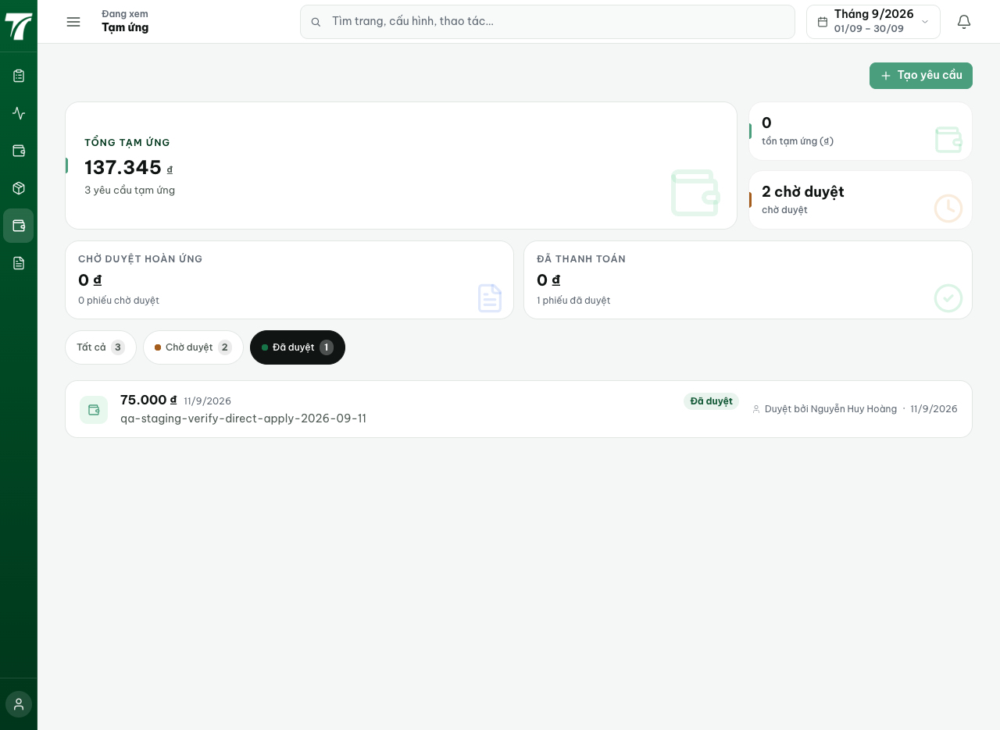 Đang xem
Tạm ứng
Tìm trang, cấu hình, thao tác...
Tháng 9/2026
01/09 – 30/09
Tạo yêu cầu
TỔNG TẠM ỨNG
137.345 ₫
3 yêu cầu tạm ứng
0
tồn tạm ứng (₫)
2 chờ duyệt
chờ duyệt
CHỜ DUYỆT HOÀN ỨNG
0 ₫
0 phiếu chờ duyệt
ĐÃ THANH TOÁN
0 ₫
1 phiếu đã duyệt
Tất cả 3
Chờ duyệt 2
Đã duyệt 1
75.000 ₫ 11/9/2026
qa-staging-verify-direct-apply-2026-09-11
Đã duyệt
Duyệt bởi Nguyễn Huy Hoàng · 11/9/2026